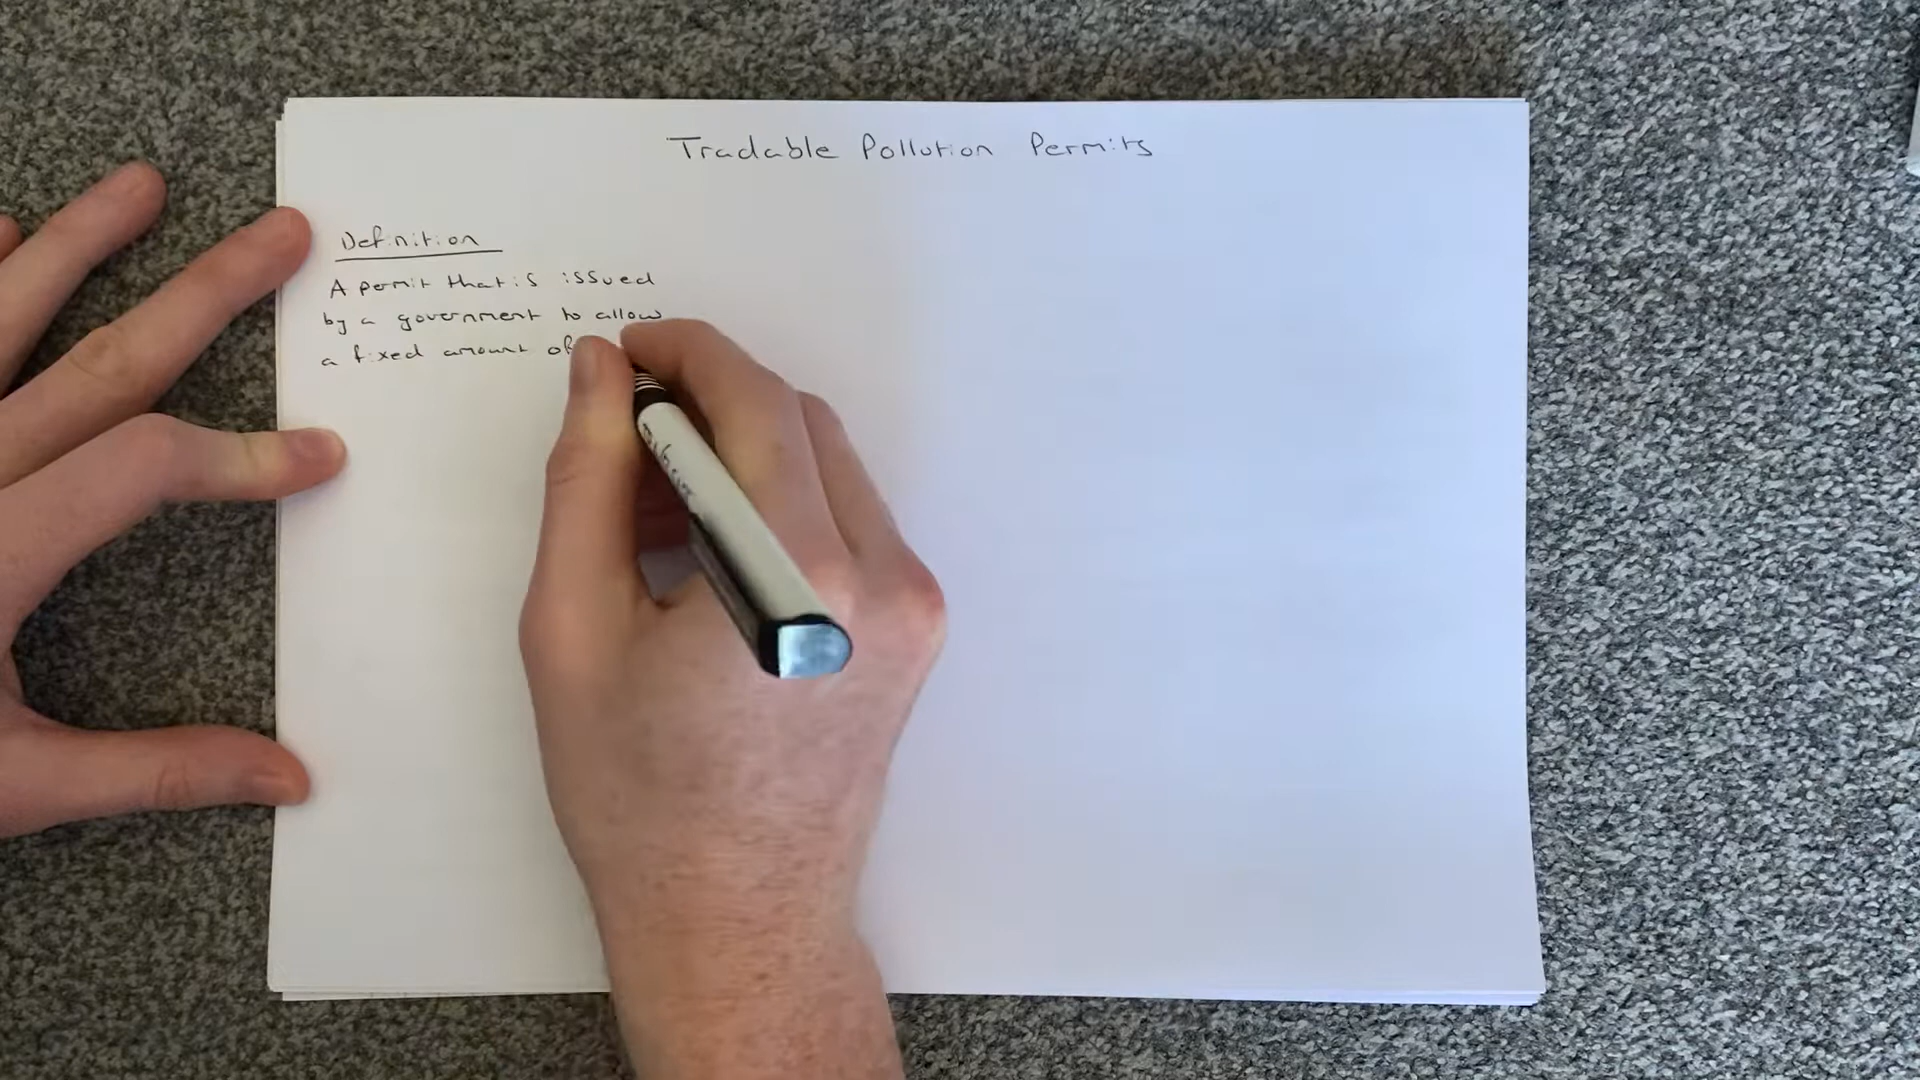 Tradable Pollution Permits
Definition
A permit that is issued
by a government to allow
a fixed amount of